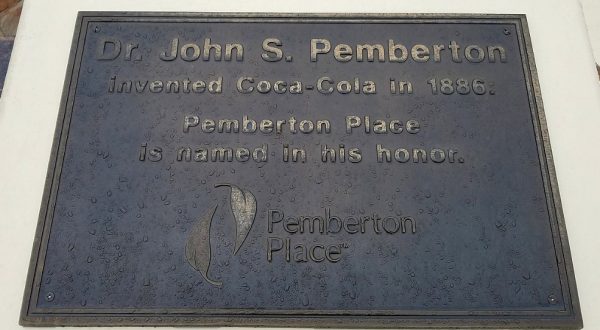 Dr. John S. Pemberton
invented Coca-Cola in 1886.
Pemberton Place
is named in his honor.
Pemberton
Place™